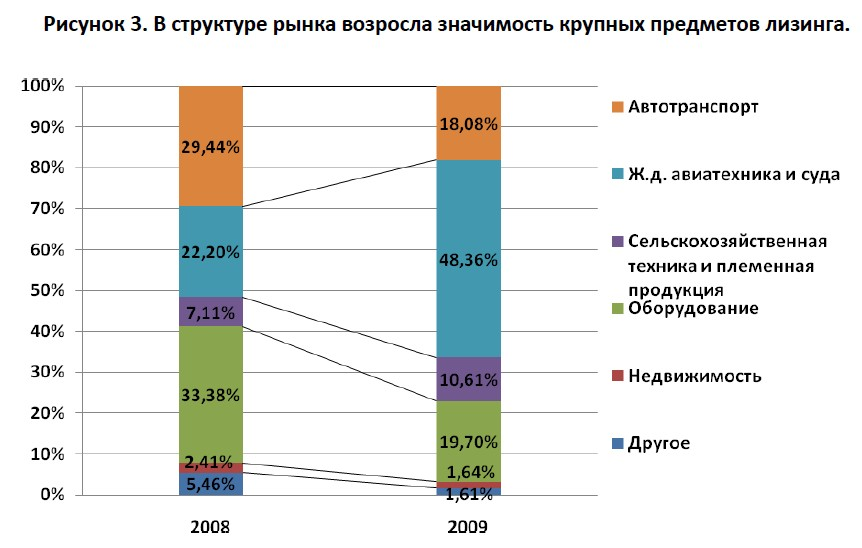 Рисунок 3. В структуре рынка возросла значимость крупных предметов лизинга.
100%
90%
80%
70%
60%
50%
40%
30%
20%
10%
0%
29,44%
22,20%
7,11%
33,38%
2,41%
5,46%
18,08%
48,36%
10,61%
19,70%
1,64%
1,61%
2008
2009
Автотранспорт
Ж.д. авиатехника и суда
Сельскохозяйственная
техника и племенная
продукция
Оборудование
Недвижимость
Другое